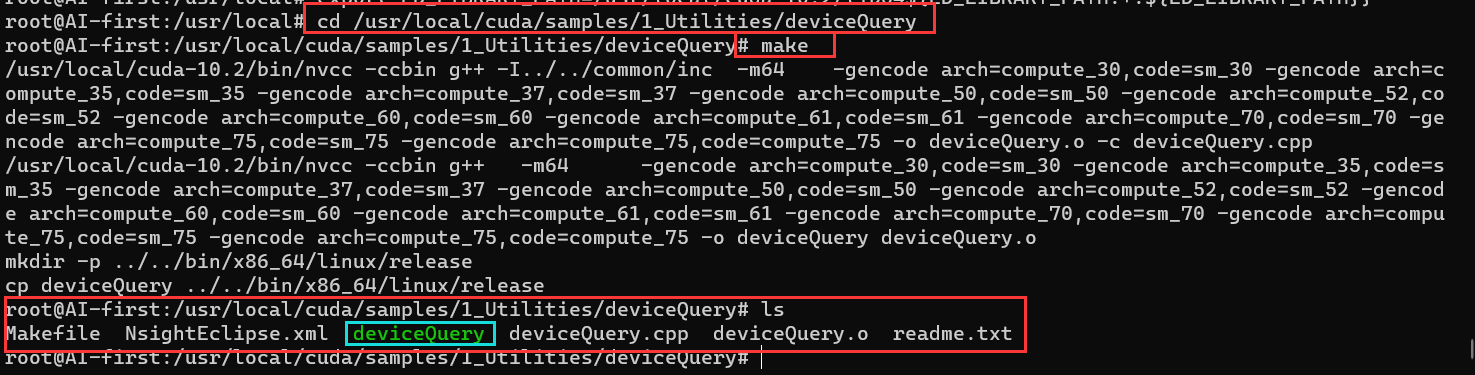 root@AI-first:/usr/local# cd /usr/local/cuda/samples/1_Utilities/deviceQuery
root@AI-first:/usr/local/cuda/samples/1_Utilities/deviceQuery# make
/usr/local/cuda-10.2/bin/nvcc -ccbin g++ -I../../common/inc  -m64    -gencode arch=compute_30,code=sm_30 -gencode arch=c
ompute_35,code=sm_35 -gencode arch=compute_37,code=sm_37 -gencode arch=compute_50,code=sm_50 -gencode arch=compute_52,co
de=sm_52 -gencode arch=compute_60,code=sm_60 -gencode arch=compute_61,code=sm_61 -gencode arch=compute_70,code=sm_70 -ge
ncode arch=compute_75,code=sm_75 -gencode arch=compute_75,code=compute_75 -o deviceQuery.o -c deviceQuery.cpp
/usr/local/cuda-10.2/bin/nvcc -ccbin g++   -m64      -gencode arch=compute_30,code=sm_30 -gencode arch=compute_35,code=s
m_35 -gencode arch=compute_37,code=sm_37 -gencode arch=compute_50,code=sm_50 -gencode arch=compute_52,code=sm_52 -gencod
e arch=compute_60,code=sm_60 -gencode arch=compute_61,code=sm_61 -gencode arch=compute_70,code=sm_70 -gencode arch=compu
te_75,code=sm_75 -gencode arch=compute_75,code=compute_75 -o deviceQuery deviceQuery.o
mkdir -p ../../bin/x86_64/linux/release
cp deviceQuery ../../bin/x86_64/linux/release
root@AI-first:/usr/local/cuda/samples/1_Utilities/deviceQuery# ls
Makefile  NsightEclipse.xml  deviceQuery  deviceQuery.cpp  deviceQuery.o  readme.txt
root@AI-first:/usr/local/cuda/samples/1_Utilities/deviceQuery#